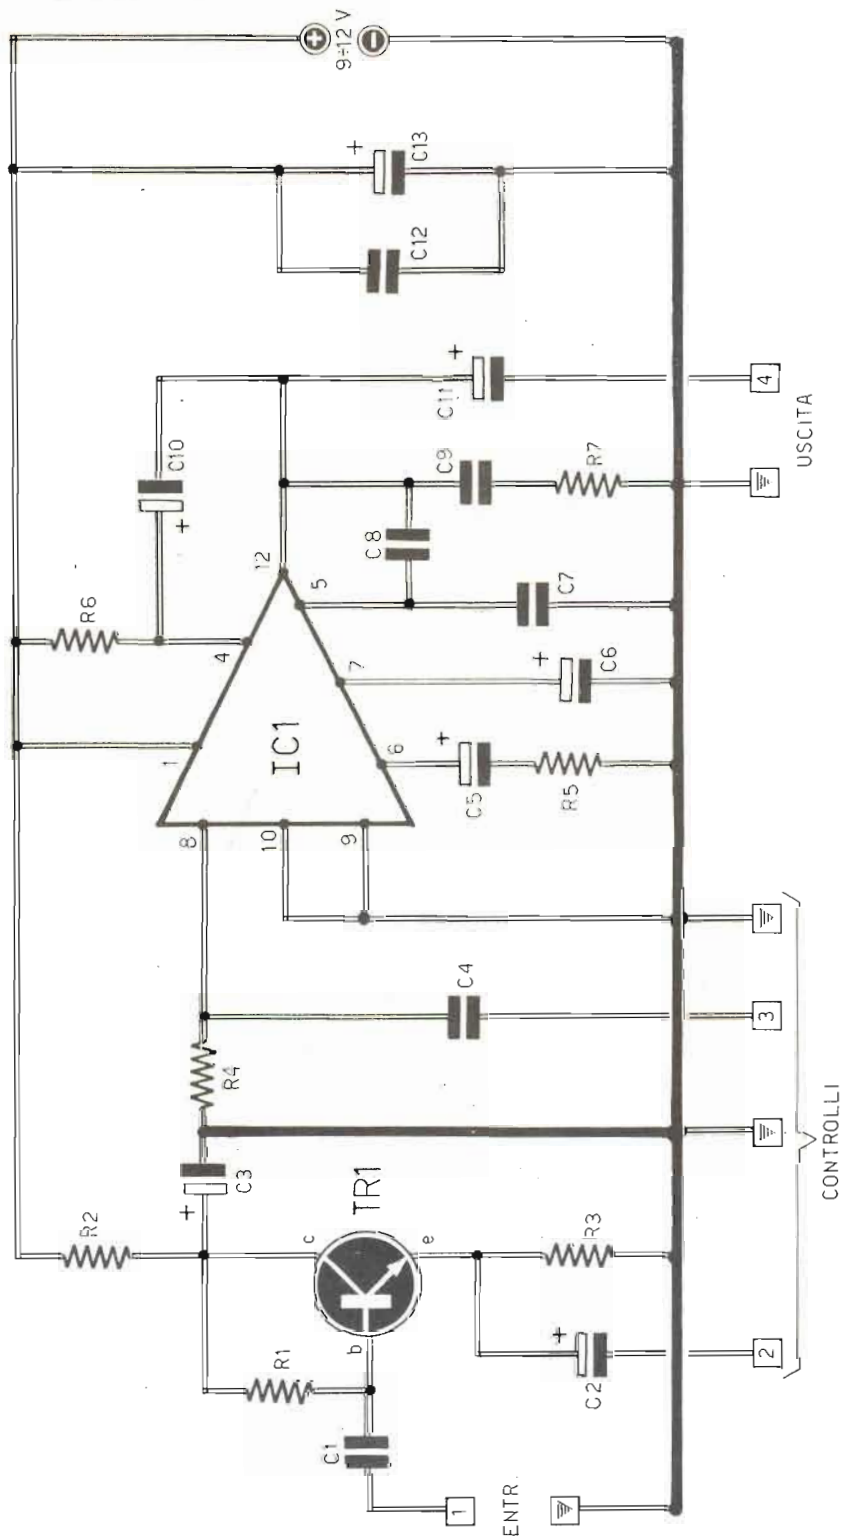 9÷12 V
+
−
R2
R6
C10
+
C12
C13
+
R1
C3
+
R4
C4
8
10
9
1
4
12
5
7
6
IC1
C8
C9
C11
+
R7
C7
C6
+
C5
+
R5
TR1
b
c
e
C1
C2
+
R3
1
ENTR.
2
3
CONTROLLI
4
USCITA